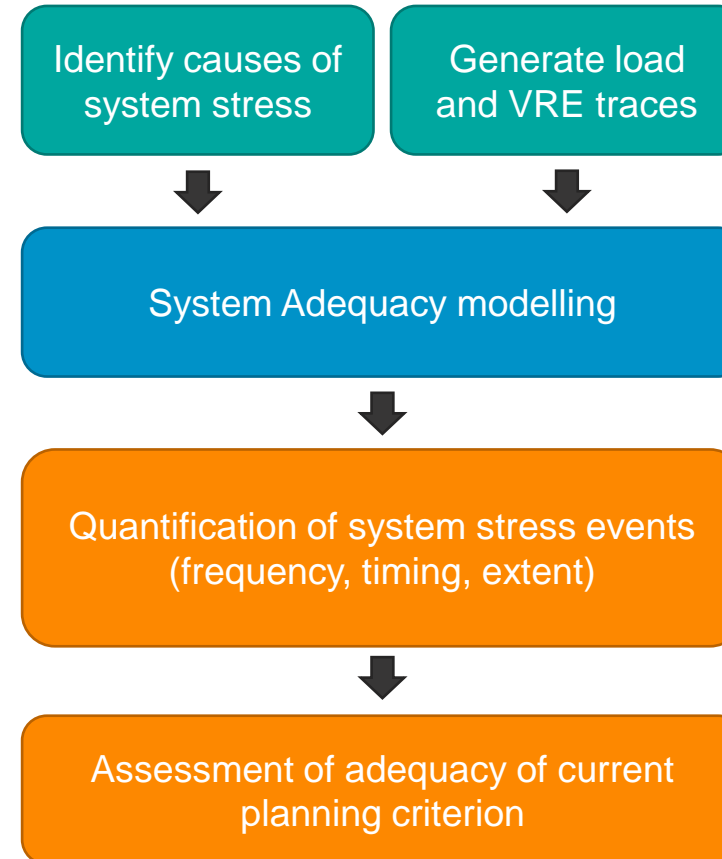 Identify causes of
system stress
Generate load
and VRE traces
System Adequacy modelling
Quantification of system stress events
(frequency, timing, extent)
Assessment of adequacy of current
planning criterion